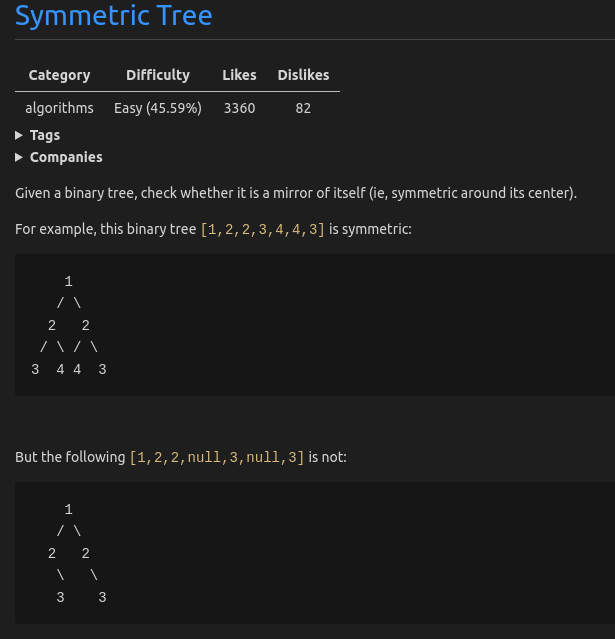 Symmetric Tree
Category Difficulty Likes Dislikes
algorithms Easy (45.59%) 3360 82
▶ Tags
▶ Companies
Given a binary tree, check whether it is a mirror of itself (ie, symmetric around its center).
For example, this binary tree [1,2,2,3,4,4,3] is symmetric:
    1
   / \
  2   2
 / \ / \
3  4 4  3
But the following [1,2,2,null,3,null,3] is not:
    1
   / \
  2   2
   \   \
   3    3